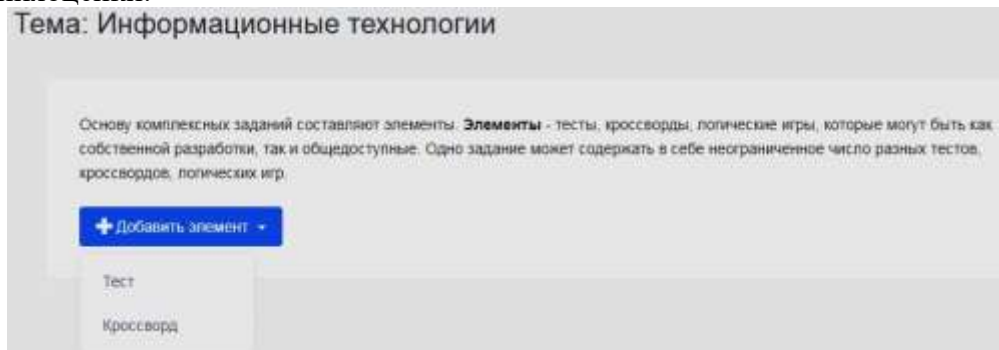 Тема: Информационные технологии
Основу комплексных заданий составляют элементы. Элементы - тесты, кроссворды, логические игры, которые могут быть как
собственной разработки, так и общедоступные. Одно задание может содержать в себе неограниченное число разных тестов,
кроссвордов, логических игр.
Добавить элемент
Тест
Кроссворд